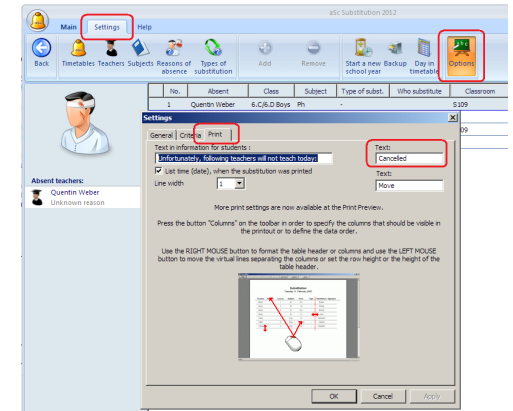 aSc Substitution 2012
Main Settings Help
Back Timetables Teachers Subjects Reasons of absence Types of substitution Add Remove Start a new school year Backup Day in timetable Options
No. Absent Class Subject Type of subst. Who substitute Classroom
1 Quentin Weber 6.C/6.D Boys Ph - S109
09
Settings
General Criteria Print
Text in information for students :
Text:
Unfortunately, following teachers will not teach today:
Cancelled
List time (date), when the substitution was printed
Text:
Line width 1
Move
More print settings are now available at the Print Preview.
Press the button "Columns" on the toolbar in order to specify the columns that should be visible in
the printout or to define the data order.
Use the RIGHT MOUSE button to format the table header or columns and use the LEFT MOUSE
button to move the virtual lines separating the columns or set the row height or the height of the
table header.
Substitution
OK Cancel Apply
Absent teachers:
Quentin Weber
Unknown reason